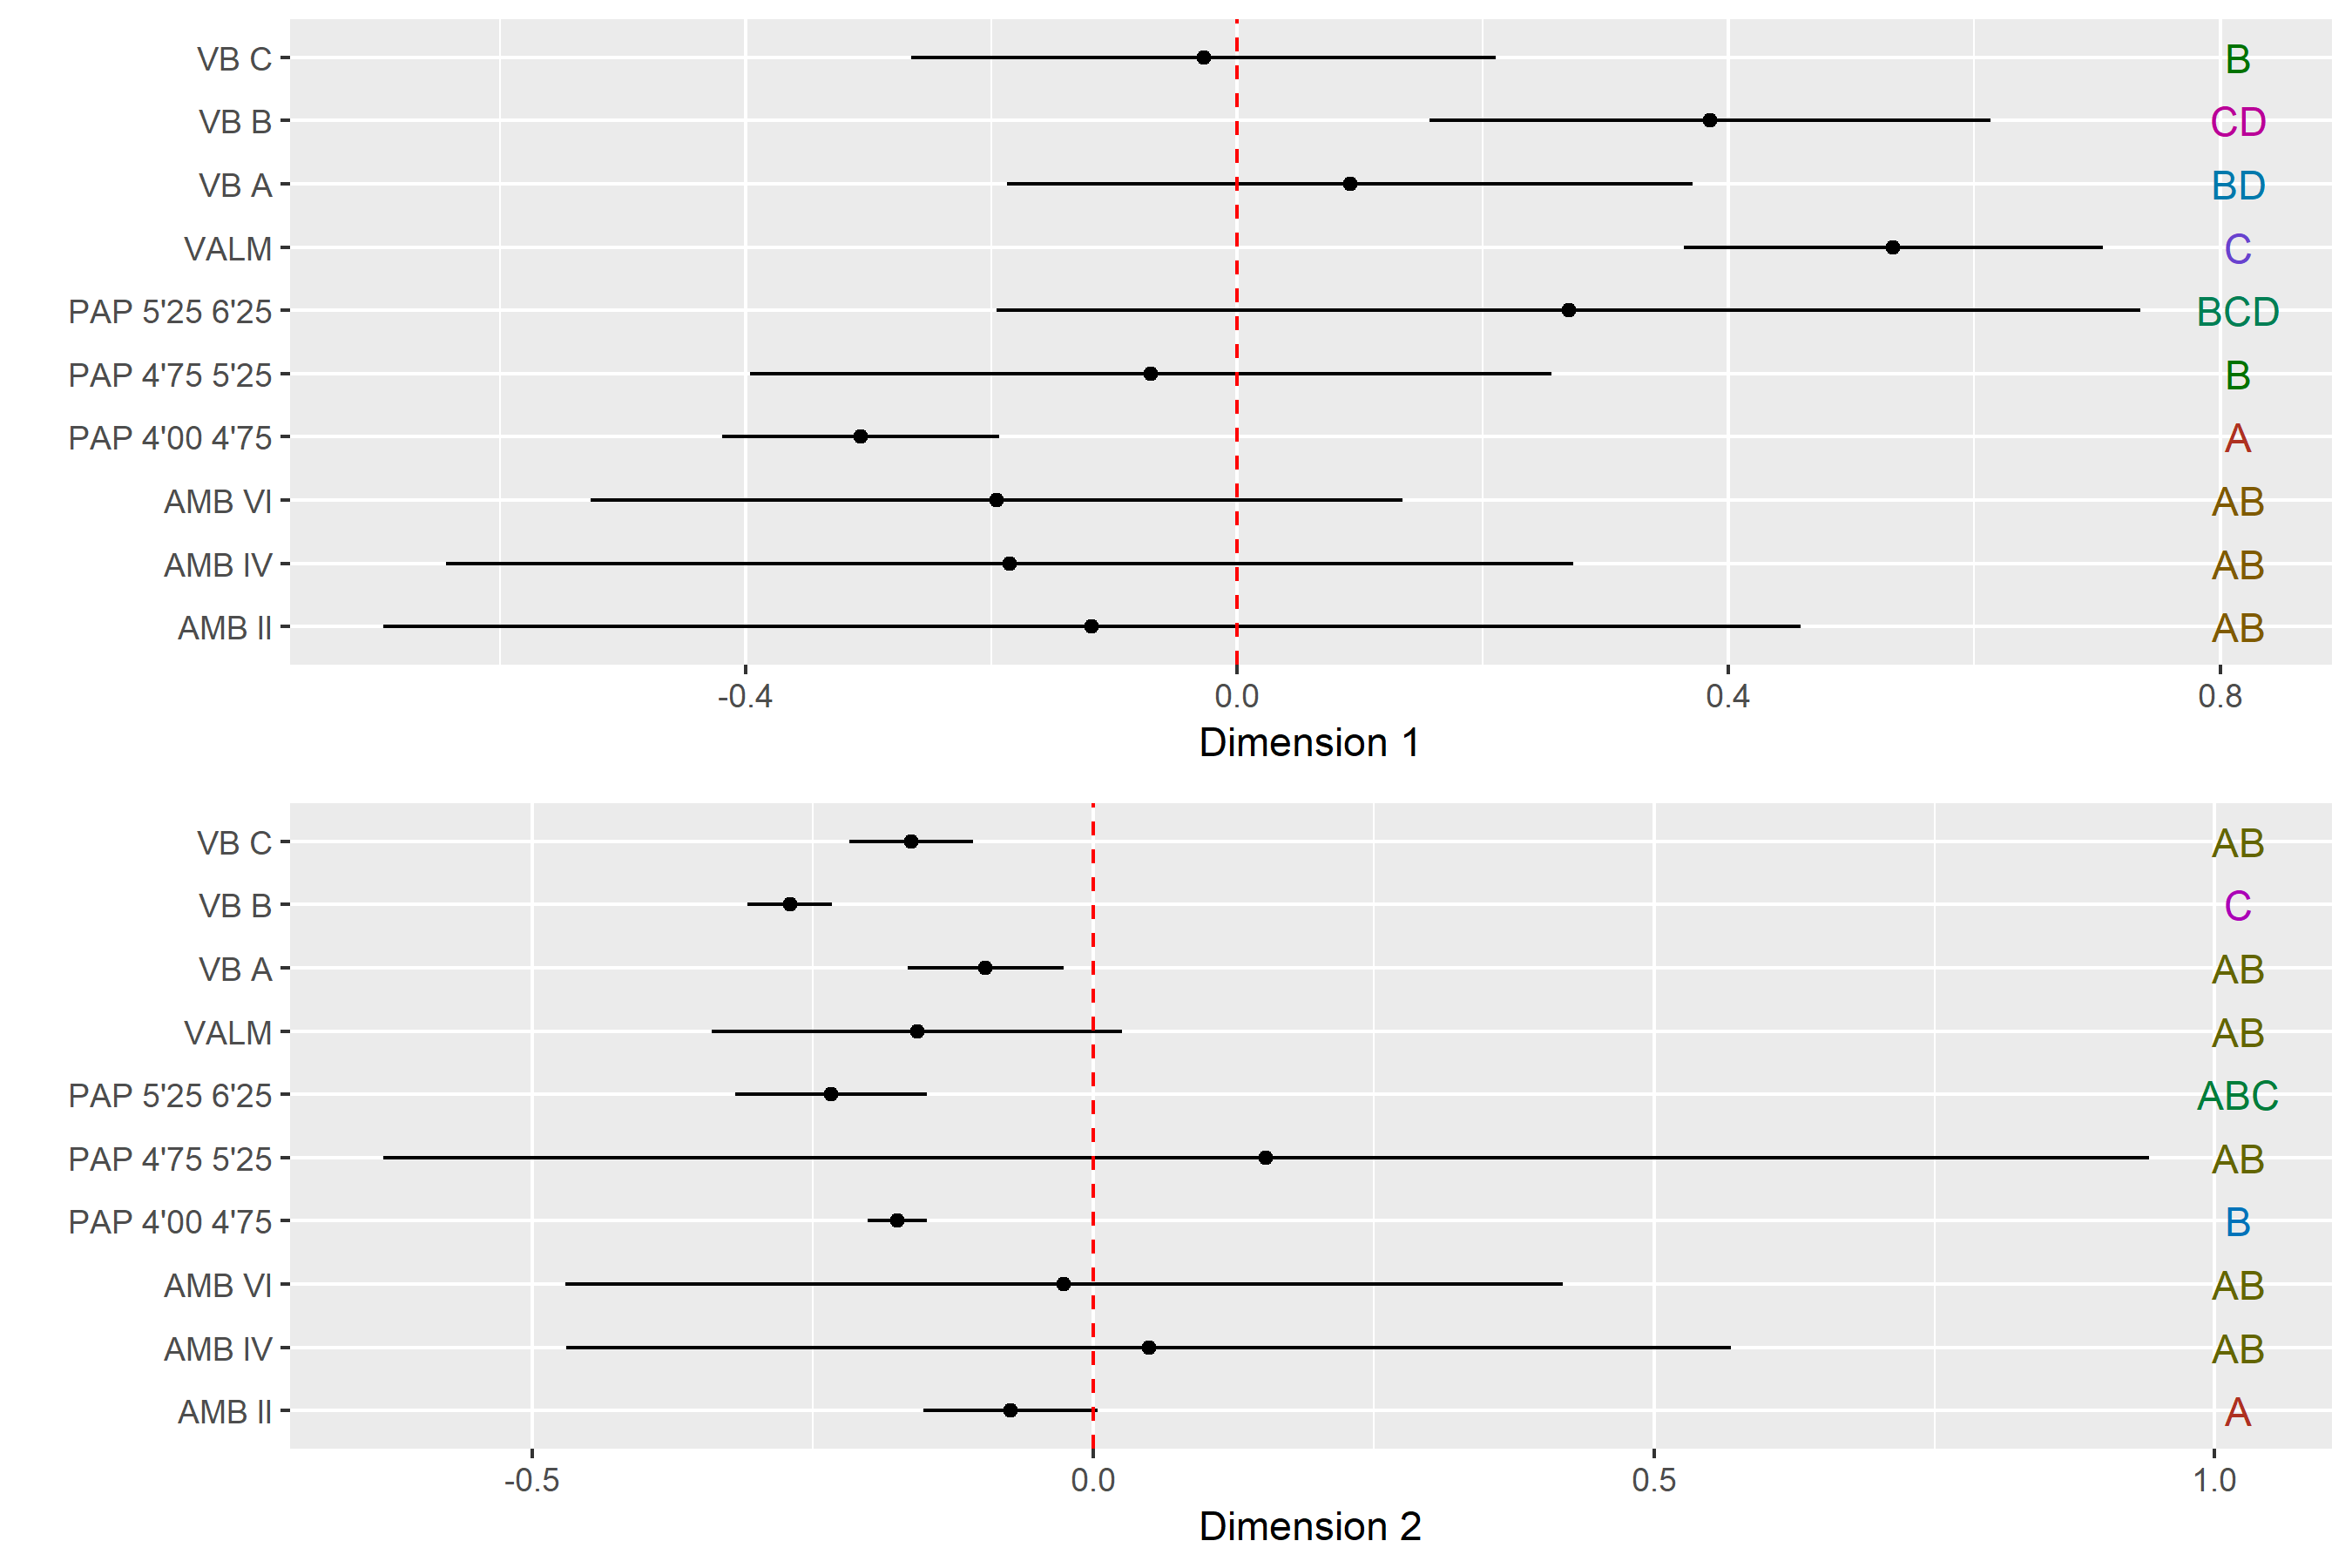 VB C B
VB B CD
VB A BD
VALM C
PAP 5'25 6'25 BCD
PAP 4'75 5'25 B
PAP 4'00 4'75 A
AMB VI AB
AMB IV AB
AMB II AB
-0.4 0.0 0.4 0.8
Dimension 1
VB C AB
VB B C
VB A AB
VALM AB
PAP 5'25 6'25 ABC
PAP 4'75 5'25 AB
PAP 4'00 4'75 B
AMB VI AB
AMB IV AB
AMB II A
-0.5 0.0 0.5 1.0
Dimension 2